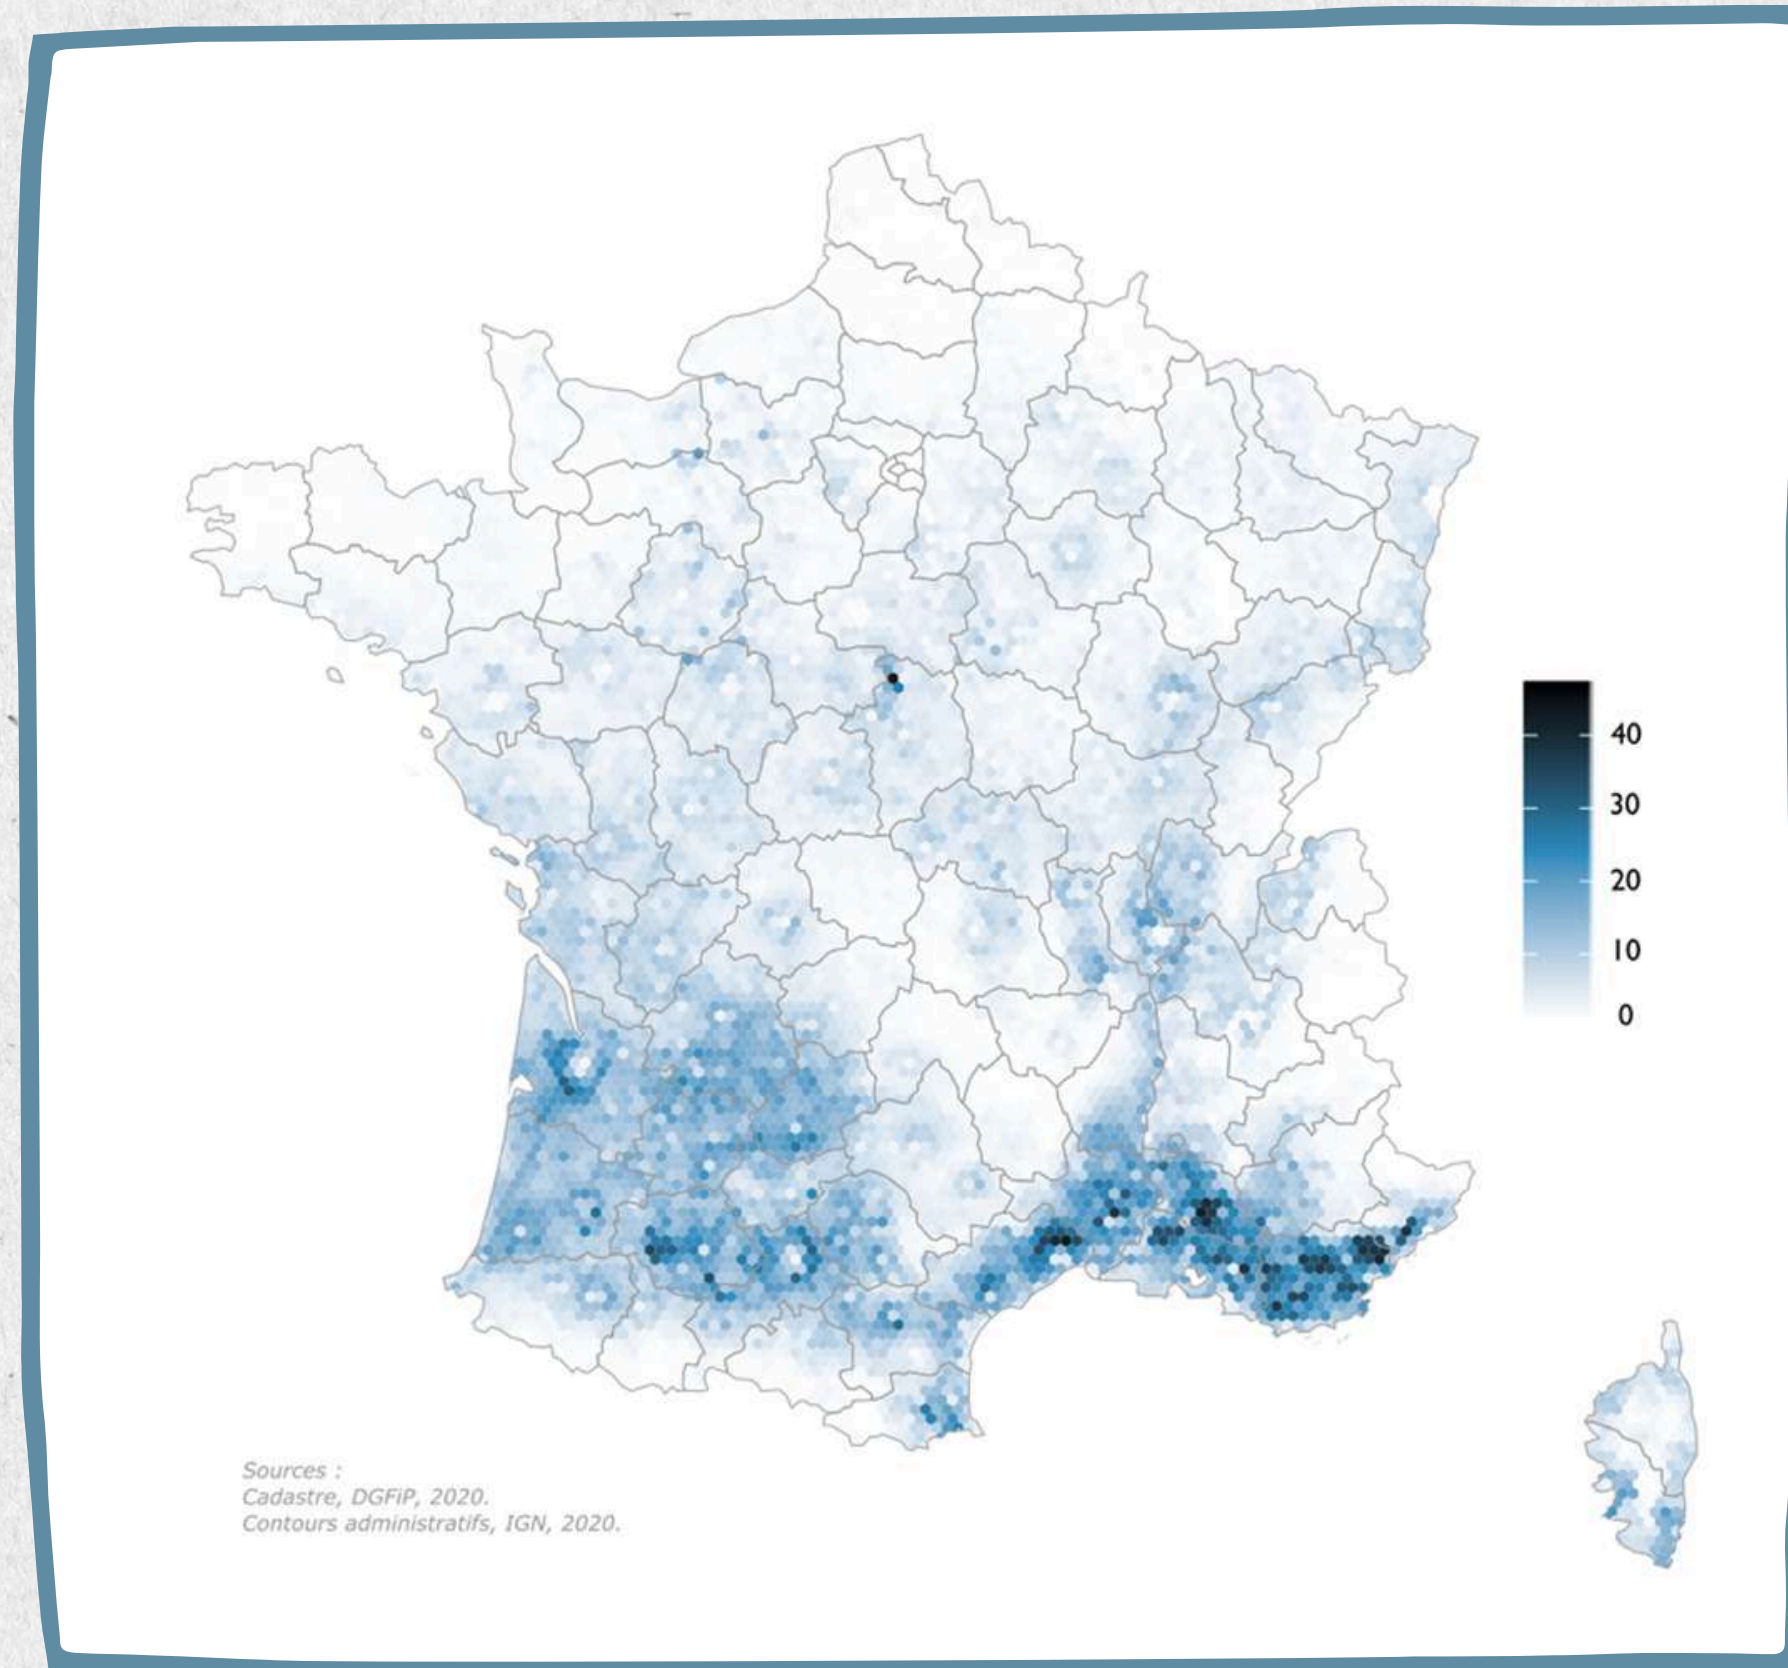 40
30
20
10
0
Sources :
Cadastre, DGFiP, 2020.
Contours administratifs, IGN, 2020.